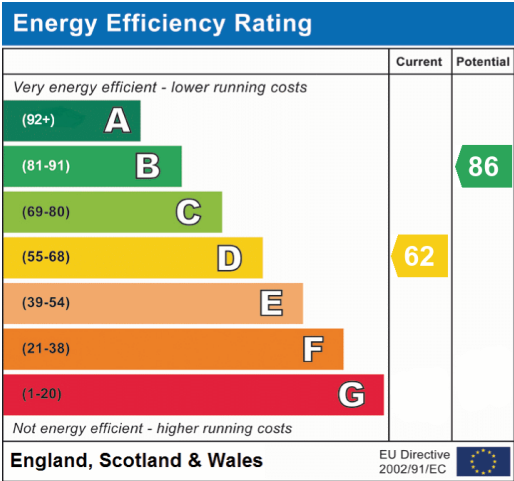 Energy Efficiency Rating
Current Potential
Very energy efficient - lower running costs
(92+) A
(81-91) B
86
(69-80) C
(55-68) D
62
(39-54) E
(21-38) F
(1-20) G
Not energy efficient - higher running costs
England, Scotland & Wales
EU Directive
2002/91/EC